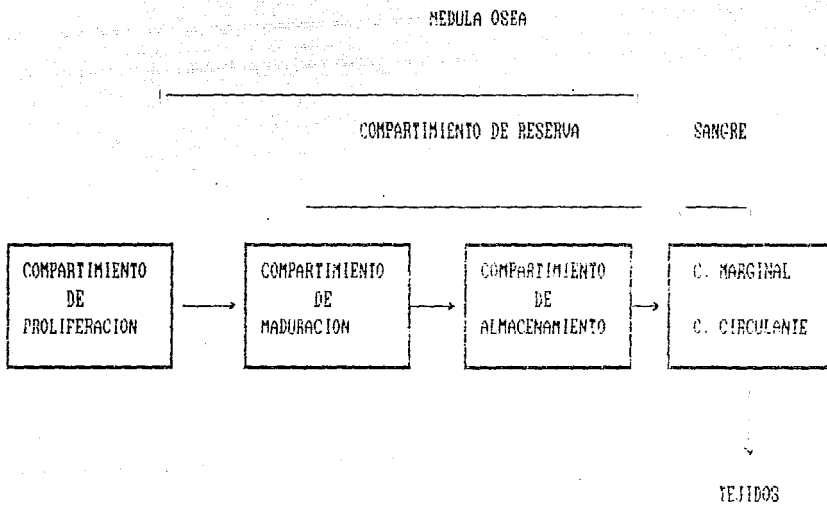 MEDULA OSEA
COMPARTIMIENTO DE RESERVA
SANGRE
COMPARTIMIENTO
DE
PROLIFERACION
COMPARTIMIENTO
DE
MADURACION
COMPARTIMIENTO
DE
ALMACENAMIENTO
C. MARGINAL
C. CIRCULANTE
TEJIDOS